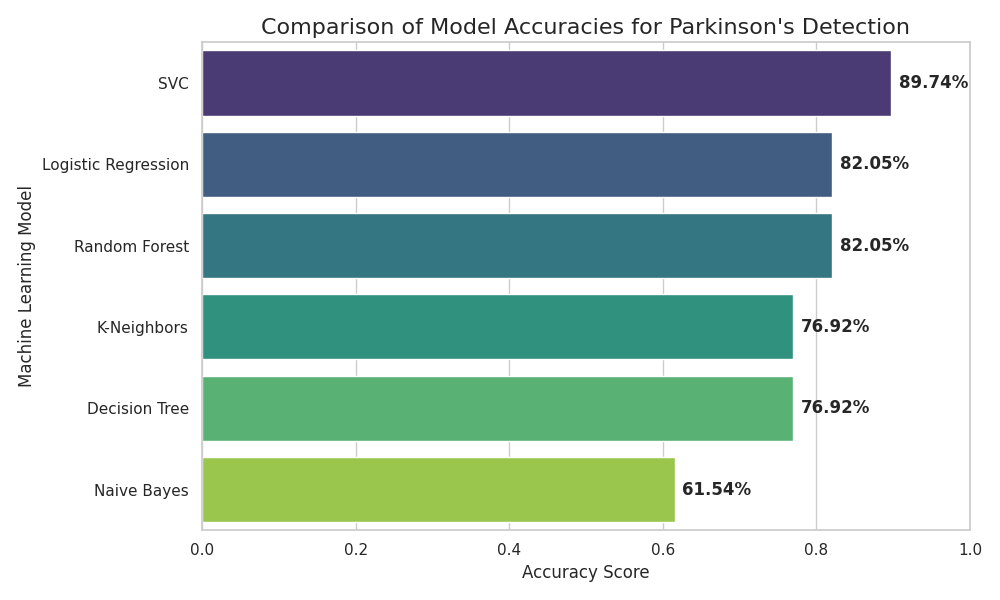 Comparison of Model Accuracies for Parkinson's Detection
Machine Learning Model
SVC
89.74%
Logistic Regression
82.05%
Random Forest
82.05%
K-Neighbors
76.92%
Decision Tree
76.92%
Naive Bayes
61.54%
0.0 0.2 0.4 0.6 0.8 1.0
Accuracy Score